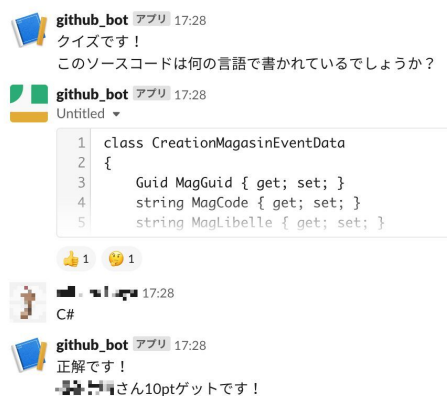 github_bot アプリ 17:28
クイズです！
このソースコードは何の言語で書かれているでしょうか？
github_bot アプリ 17:28
Untitled
1 class CreationMagasinEventData
2 {
3 Guid MagGuid { get; set; }
4 string MagCode { get; set; }
5 string MagLibelle { get; set; }
1 1
17:28
C#
github_bot アプリ 17:28
正解です！
さん10ptゲットです！